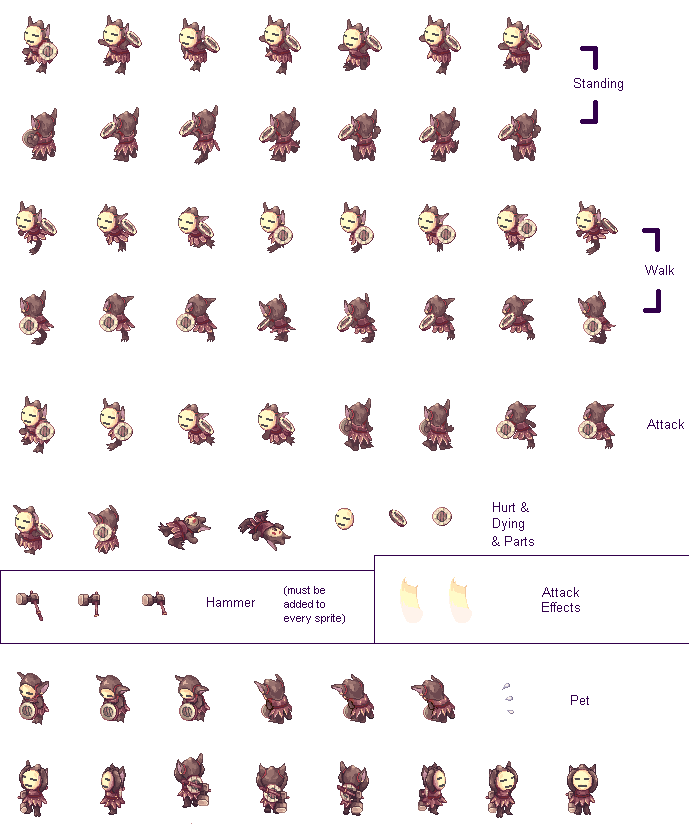 Standing
Walk
Attack
Hurt &
Dying
& Parts
Hammer
(must be
added to
every sprite)
Attack
Effects
Pet